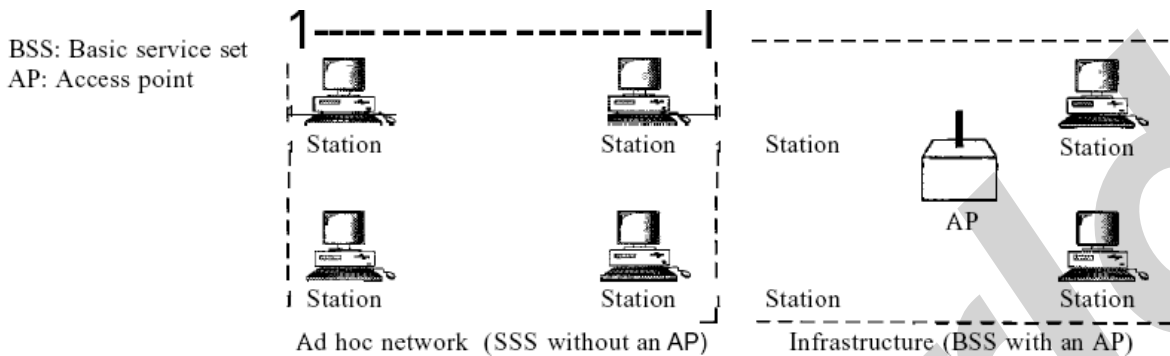 BSS: Basic service set
AP: Access point
Station Station Station Station
AP
Station Station Station Station
Ad hoc network (SSS without an AP) Infrastructure (BSS with an AP)